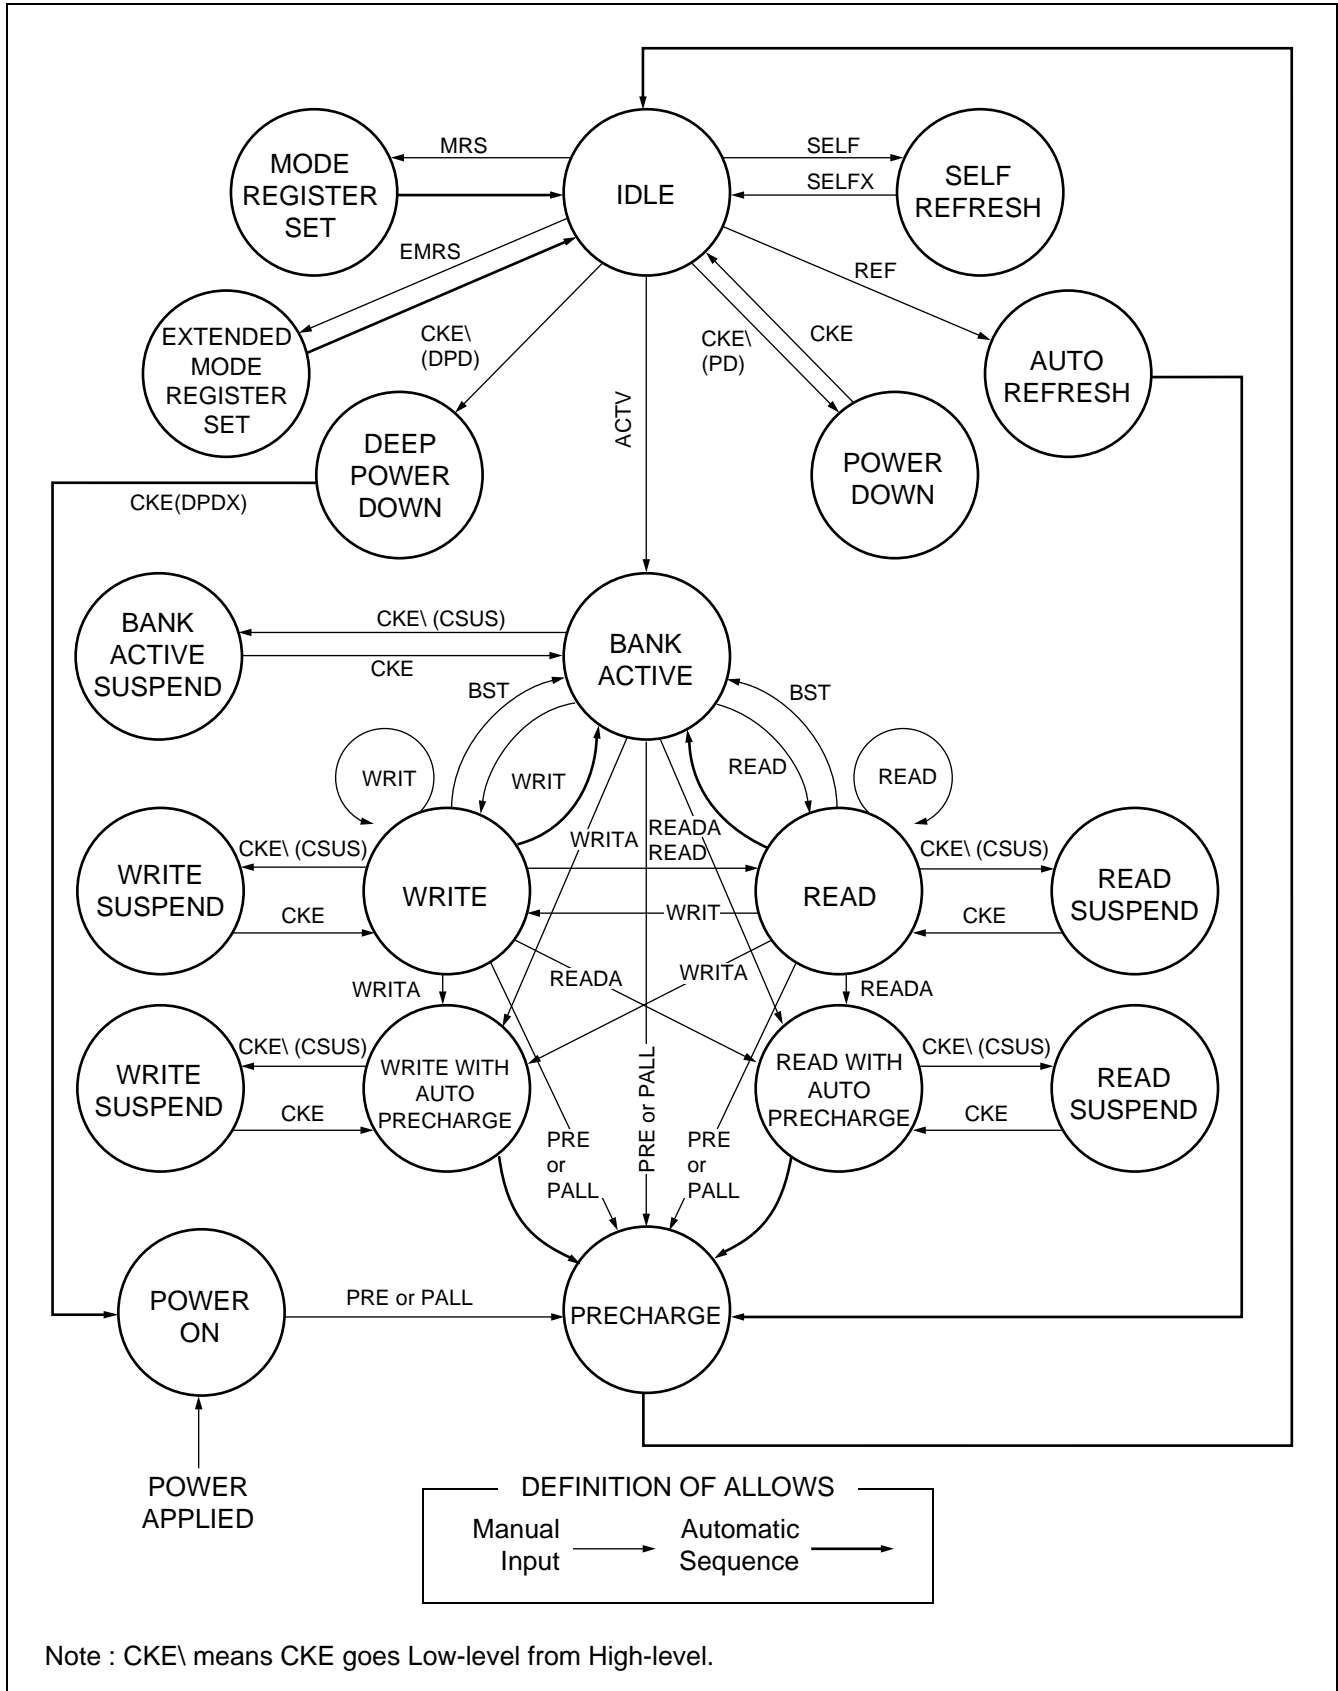 MRS
SELF
MODE
REGISTER
SET
IDLE
SELFX
SELF
REFRESH
EMRS
REF
EXTENDED
MODE
REGISTER
SET
CKE\
(DPD)
ACTV
CKE\
(PD)
CKE
AUTO
REFRESH
DEEP
POWER
DOWN
POWER
DOWN
CKE(DPDX)
BANK
ACTIVE
SUSPEND
CKE\ (CSUS)
CKE
BANK
ACTIVE
BST
BST
WRIT
WRIT
READ
READ
WRITA
READA
READ
WRITE
SUSPEND
CKE\ (CSUS)
CKE
WRITE
WRIT
READ
CKE\ (CSUS)
CKE
READ
SUSPEND
WRITA
READA
WRITA
READA
WRITE
SUSPEND
CKE\ (CSUS)
CKE
WRITE WITH
AUTO
PRECHARGE
READ WITH
AUTO
PRECHARGE
CKE\ (CSUS)
CKE
READ
SUSPEND
PRE
or
PALL
PRE or PALL
PRE
or
PALL
POWER
ON
PRE or PALL
PRECHARGE
POWER
APPLIED
DEFINITION OF ALLOWS
Manual
Input
Automatic
Sequence
Note : CKE\ means CKE goes Low-level from High-level.